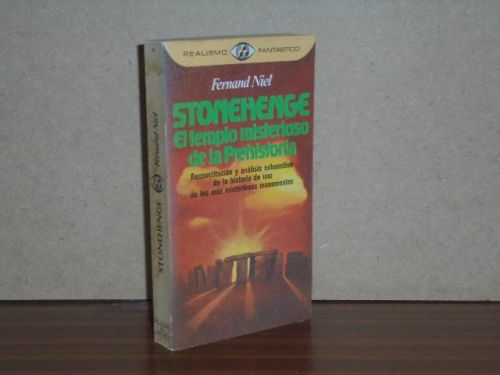 REALISMO FANTASTICO
Fernand Niel
STONEHENGE
El templo misterioso
de la Prehistoria
Reconstitución y análisis exhaustivo
de la historia de uno
de los más misteriosos monumentos
Fernand Niel
STONEHENGE